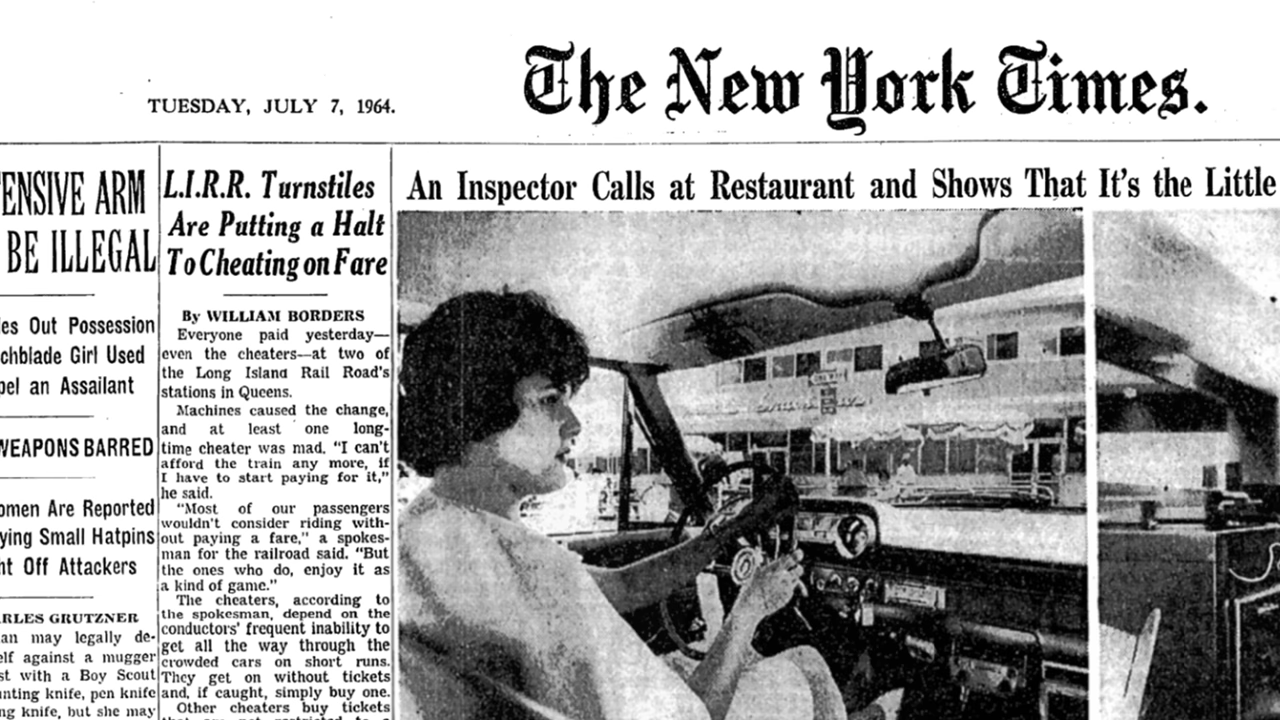 TUESDAY, JULY 7, 1964.
The New York Times.
ENSIVE ARM
BE ILLEGAL
es Out Possession
chblade Girl Used
pel an Assailant
WEAPONS BARRED
omen Are Reported
ying Small Hatpins
ht Off Attackers
RLES GRUTZNER
an may legally de-
elf against a mugger
st with a Boy Scout
unting knife, pen knife
ng knife, but she may
L.I.R.R. Turnstiles
Are Putting a Halt
To Cheating on Fare
By WILLIAM BORDERS
Everyone paid yesterday—
even the cheaters—at two of
the Long Island Rail Road's
stations in Queens.
Machines caused the change,
and at least one long-
time cheater was mad. “I can't
afford the train any more, if
I have to start paying for it,”
he said.
“Most of our passengers
wouldn't consider riding with-
out paying a fare,” a spokes-
man for the railroad said. “But
the ones who do, enjoy it as
a kind of game.”
The cheaters, according to
the spokesman, depend on the
conductors' frequent inability to
get all the way through the
crowded cars on short runs.
They get on without tickets
and, if caught, simply buy one.
Other cheaters buy tickets
An Inspector Calls at Restaurant and Shows That It's the Little